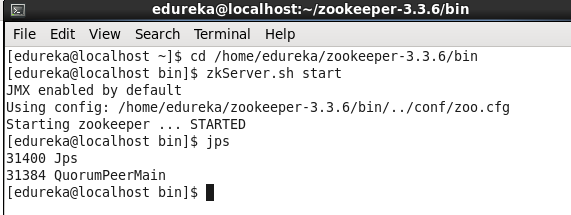 edureka@localhost:~/zookeeper-3.3.6/bin
File Edit View Search Terminal Help
[edureka@localhost ~]$ cd /home/edureka/zookeeper-3.3.6/bin
[edureka@localhost bin]$ zkServer.sh start
JMX enabled by default
Using config: /home/edureka/zookeeper-3.3.6/bin/../conf/zoo.cfg
Starting zookeeper ... STARTED
[edureka@localhost bin]$ jps
31400 Jps
31384 QuorumPeerMain
[edureka@localhost bin]$